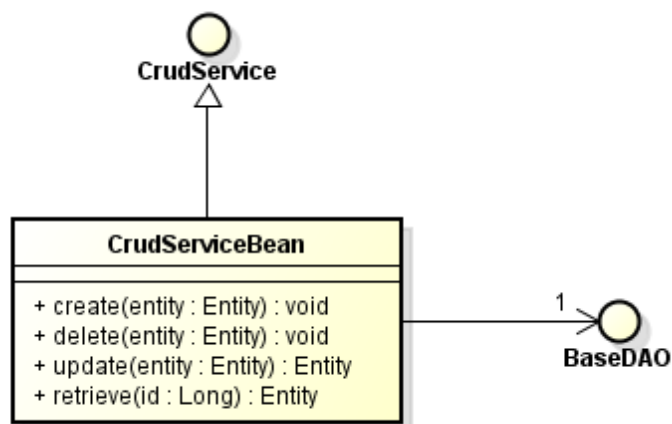 CrudService
CrudServiceBean
+ create(entity : Entity) : void
+ delete(entity : Entity) : void
+ update(entity : Entity) : Entity
+ retrieve(id : Long) : Entity
1
BaseDAO